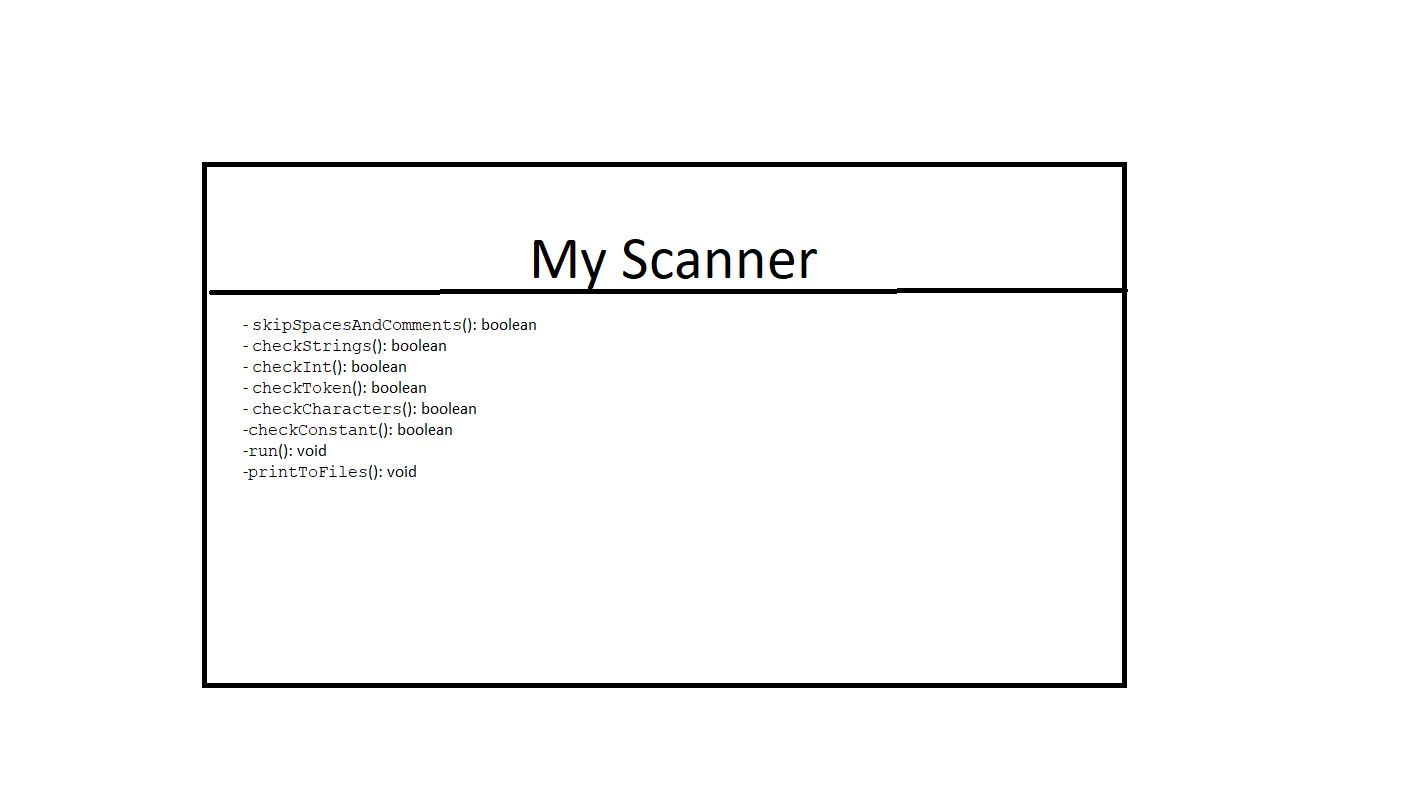 My Scanner
- skipSpacesAndComments(): boolean
- checkStrings(): boolean
- checkInt(): boolean
- checkToken(): boolean
- checkCharacters(): boolean
-checkConstant(): boolean
-run(): void
-printToFiles(): void